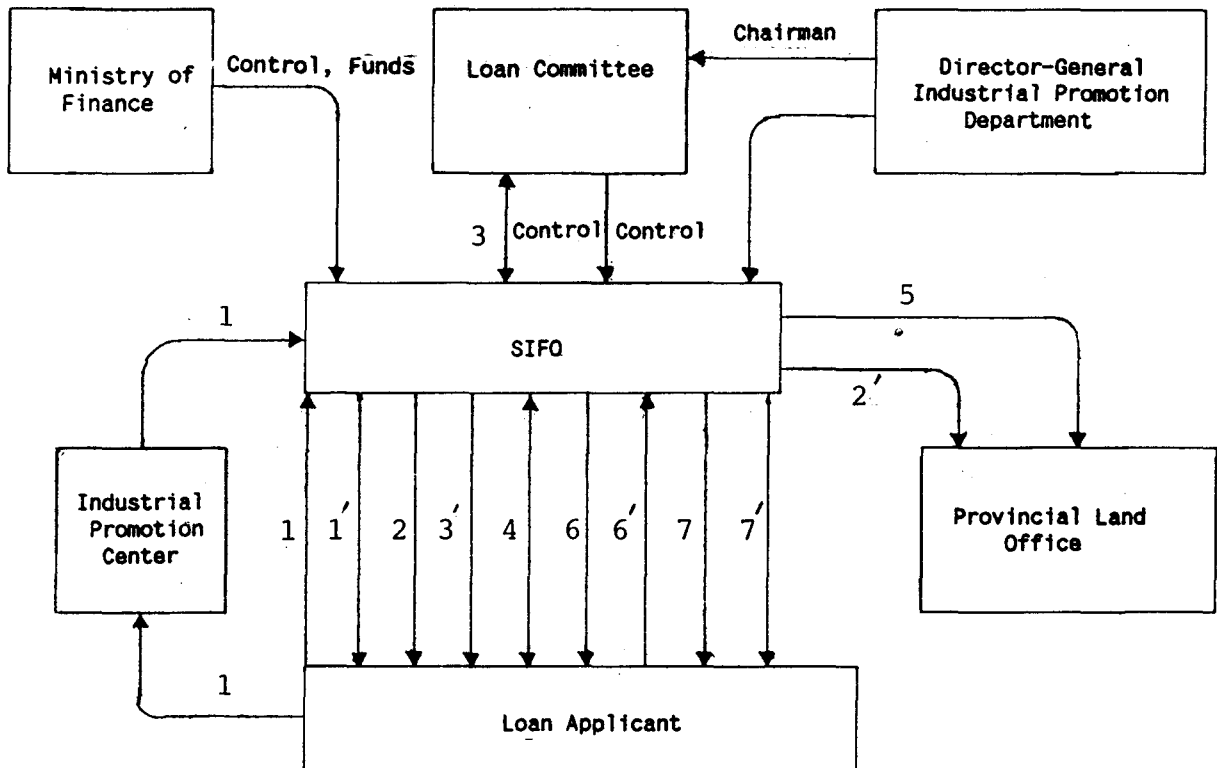 Ministry of
Finance
Control, Funds
Loan Committee
Chairman
Director-General
Industrial Promotion
Department
3
Control
Control
1
SIFO
5
2'
Industrial
Promotion
Center
1
1'
2
3'
4
6
6'
7
7'
Provincial Land
Office
1
Loan Applicant